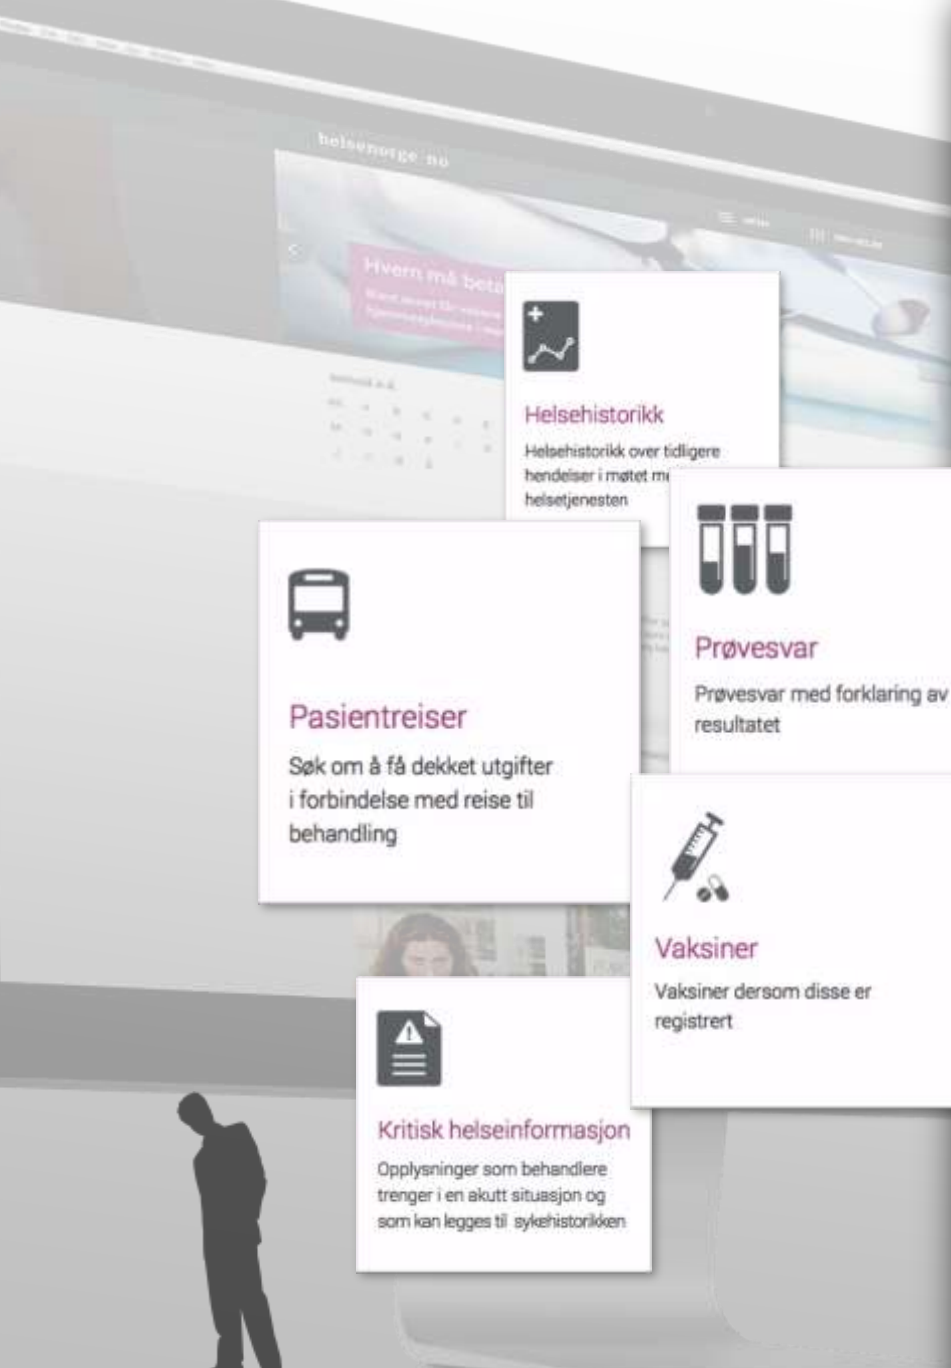 helsenorge no
Hvem må
Helsehistorikk
Helsehistorikk over tidligere
hendelser i møtet
helsetjenesten
Prøvesvar
Prøvesvar med forklaring av
resultatet
Pasientreiser
Søk om å få dekket utgifter
i forbindelse med reise til
behandling
Vaksiner
Vaksiner dersom disse er
registrert
Kritisk helseinformasjon
Opplysninger som behandlere
trenger i en akutt situasjon og
som kan legges til sykehistorikken